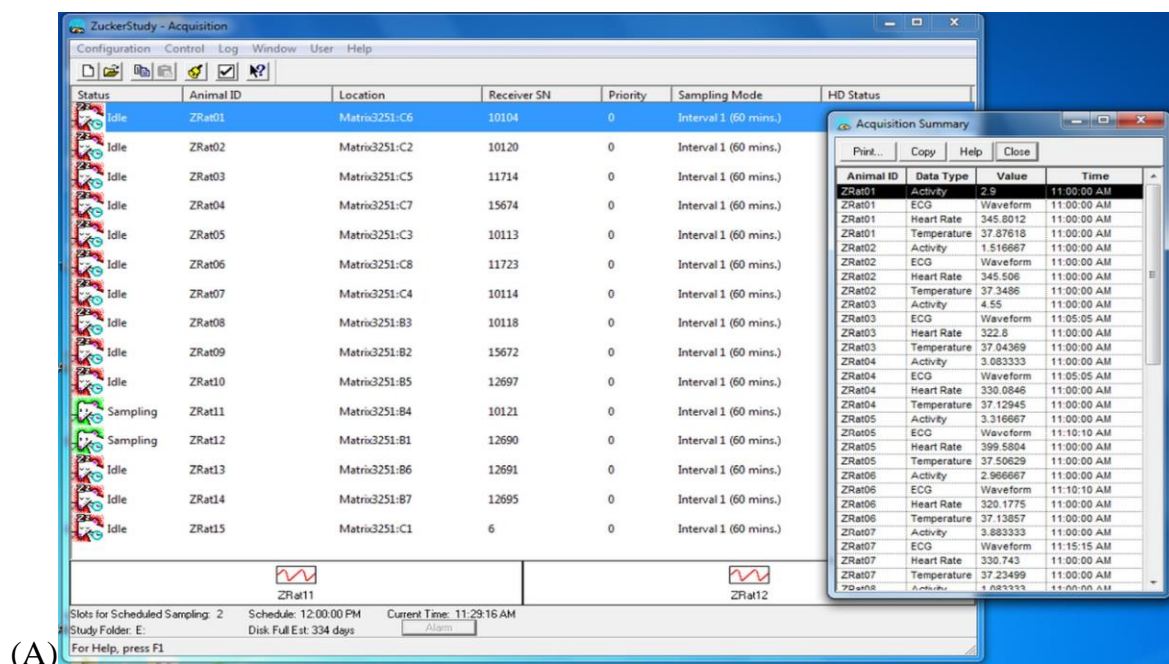 ZuckerStudy - Acquisition
Configuration Control Log Window User Help
Status Animal ID Location Receiver SN Priority Sampling Mode HD Status
Idle ZRat01 Matrix3251:C6 10104 0 Interval 1 (60 mins.)
Idle ZRat02 Matrix3251:C2 10120 0 Interval 1 (60 mins.)
Idle ZRat03 Matrix3251:C5 11714 0 Interval 1 (60 mins.)
Idle ZRat04 Matrix3251:C7 15674 0 Interval 1 (60 mins.)
Idle ZRat05 Matrix3251:C3 10113 0 Interval 1 (60 mins.)
Idle ZRat06 Matrix3251:C8 11723 0 Interval 1 (60 mins.)
Idle ZRat07 Matrix3251:C4 10114 0 Interval 1 (60 mins.)
Idle ZRat08 Matrix3251:B3 10118 0 Interval 1 (60 mins.)
Idle ZRat09 Matrix3251:B2 15672 0 Interval 1 (60 mins.)
Idle ZRat10 Matrix3251:B5 12697 0 Interval 1 (60 mins.)
Sampling ZRat11 Matrix3251:B4 10121 0 Interval 1 (60 mins.)
Sampling ZRat12 Matrix3251:B1 12690 0 Interval 1 (60 mins.)
Idle ZRat13 Matrix3251:B6 12691 0 Interval 1 (60 mins.)
Idle ZRat14 Matrix3251:B7 12695 0 Interval 1 (60 mins.)
Idle ZRat15 Matrix3251:C1 6 0 Interval 1 (60 mins.)
ZRat11 ZRat12
Slots for Scheduled Sampling: 2 Schedule: 12:00:00 PM Current Time: 11:29:16 AM
Study Folder: E: Disk Full Est: 334 days Alarm
For Help, press F1
Acquisition Summary
Print... Copy Help Close
Animal ID Data Type Value Time
ZRat01 Activity 2.9 11:00:00 AM
ZRat01 ECG Waveform 11:00:00 AM
ZRat01 Heart Rate 345.8012 11:00:00 AM
ZRat01 Temperature 37.87618 11:00:00 AM
ZRat02 Activity 1.516667 11:00:00 AM
ZRat02 ECG Waveform 11:00:00 AM
ZRat02 Heart Rate 345.506 11:00:00 AM
ZRat02 Temperature 37.3486 11:00:00 AM
ZRat03 Activity 4.55 11:00:00 AM
ZRat03 ECG Waveform 11:05:05 AM
ZRat03 Heart Rate 322.8 11:00:00 AM
ZRat03 Temperature 37.04369 11:00:00 AM
ZRat04 Activity 3.083333 11:00:00 AM
ZRat04 ECG Waveform 11:05:05 AM
ZRat04 Heart Rate 330.0846 11:00:00 AM
ZRat04 Temperature 37.12945 11:00:00 AM
ZRat05 Activity 3.316667 11:00:00 AM
ZRat05 ECG Waveform 11:10:10 AM
ZRat05 Heart Rate 399.5804 11:00:00 AM
ZRat05 Temperature 37.50629 11:00:00 AM
ZRat06 Activity 2.966667 11:00:00 AM
ZRat06 ECG Waveform 11:10:10 AM
ZRat06 Heart Rate 320.1775 11:00:00 AM
ZRat06 Temperature 37.13857 11:00:00 AM
ZRat07 Activity 3.883333 11:00:00 AM
ZRat07 ECG Waveform 11:15:15 AM
ZRat07 Heart Rate 330.743 11:00:00 AM
ZRat07 Temperature 37.23499 11:00:00 AM
ZRat08 Activity 1.083333 11:00:00 AM
(A)